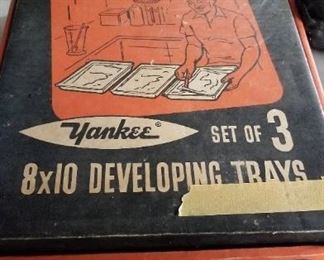 Yankee® SET OF 3
8x10 DEVELOPING TRAYS